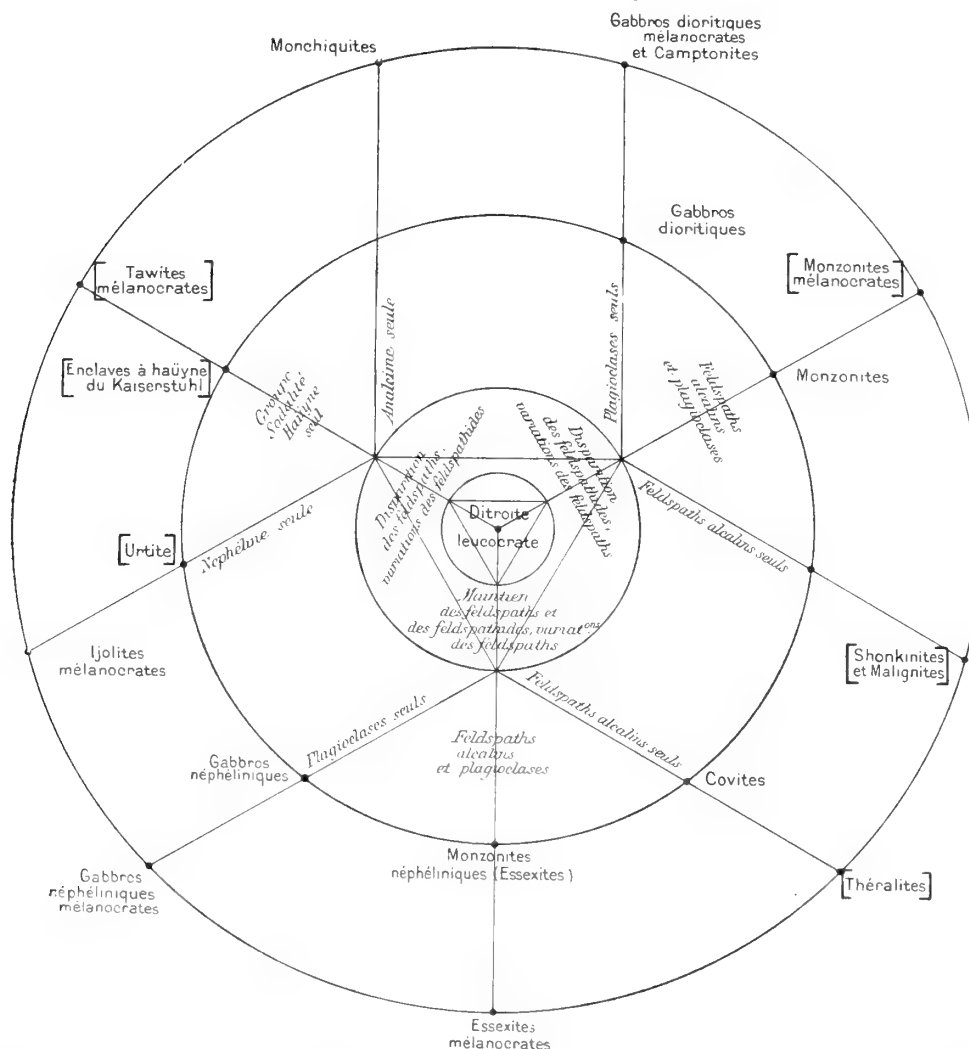 Gabbros dioritiques
mélanocrates
et Camptonites
Monchiquites
Gabbros
dioritiques
[Tawites
mélanocrates]
[Monzonites
mélanocrates]
[Enclaves à haüyne
du Kaiserstühl]
Monzonites
Groupe
Sodalite
Haüyne
seul
Analcime seule
Plagioclases seuls
Feldspaths
alcalins
et plagioclases
Disparition
des feldspaths.
variations des feldspathides
Disparition
des feldspathides,
variations des feldspaths
Ditroite
leucocrate
Feldspaths alcalins seuls
Néphéline seule
[Urtite]
Maintien
des feldspaths et
des feldspathides, variat.ons
des feldspaths
Ijolites
mélanocrates
[Shonkinites
et Malignites]
Plagioclases seuls
Feldspaths alcalins seuls
Feldspaths
alcalins
et plagioclases
Gabbros
néphéliniques
Covites
Monzonites
néphéliniques (Essexites)
Gabbros
néphéliniques
mélanocrates
[Théralites]
Essexites
mélanocrates